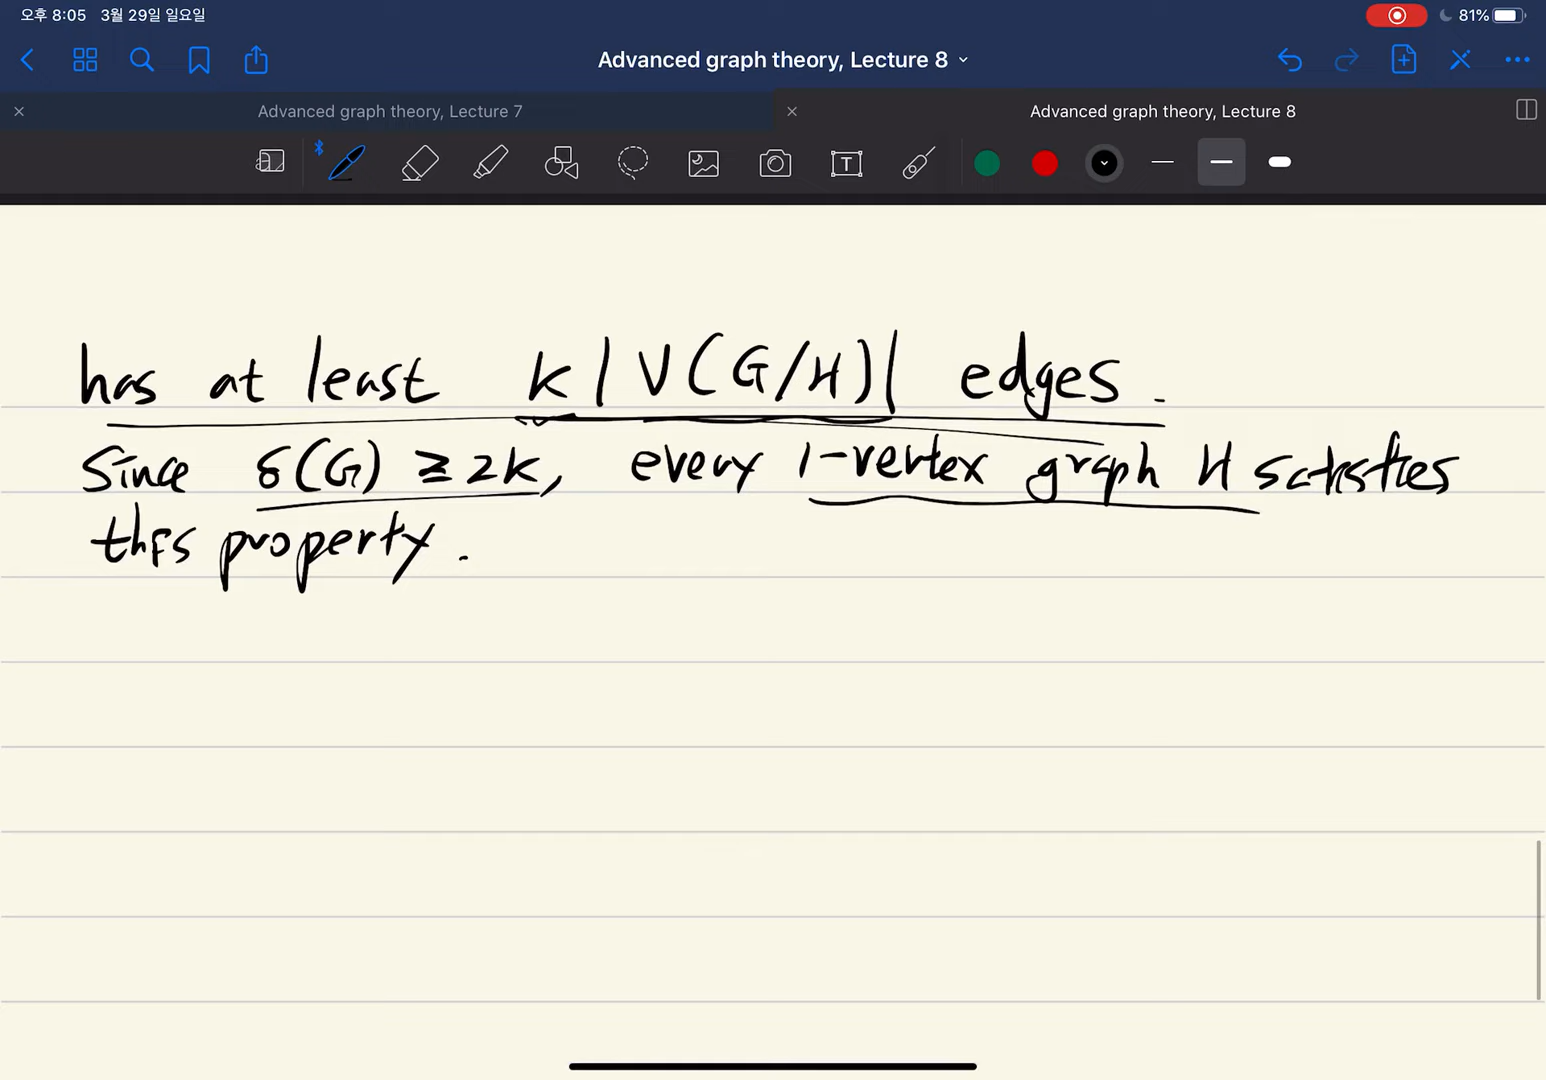 오후 8:05 3월 29일 일요일
81%
Advanced graph theory, Lecture 8
Advanced graph theory, Lecture 7
Advanced graph theory, Lecture 8
has at least k |V(G/H)| edges.
Since δ(G) ≥ 2k, every 1-vertex graph H satisfies
this property.